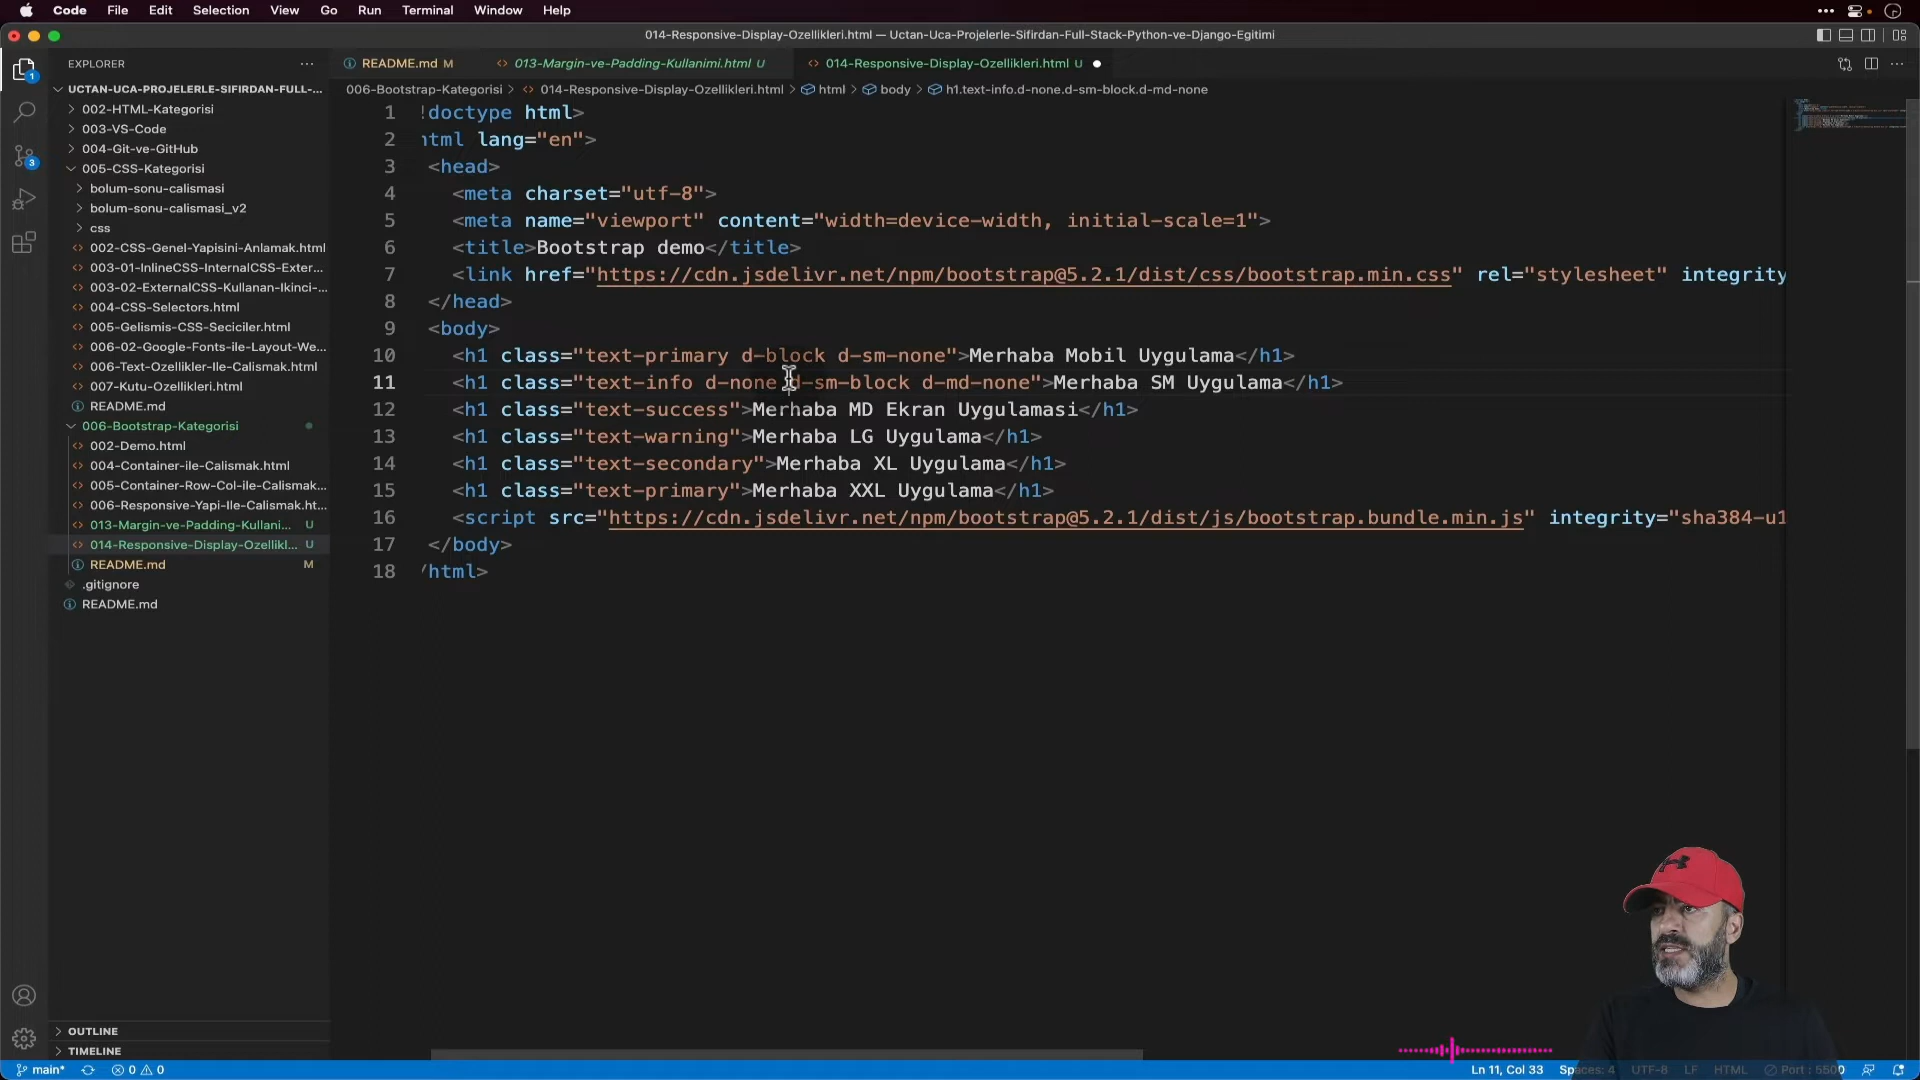 Code File Edit Selection View Go Run Terminal Window Help
014-Responsive-Display-Ozellikleri.html — Uctan-Uca-Projelerle-Sifirdan-Full-Stack-Python-ve-Django-Egitimi
EXPLORER
README.md M
013-Margin-ve-Padding-Kullanimi.html U
014-Responsive-Display-Ozellikleri.html U
006-Bootstrap-Kategorisi > 014-Responsive-Display-Ozellikleri.html > html > body > h1.text-info.d-none.d-sm-block.d-md-none
1
3
UCTAN-UCA-PROJELERLE-SIFIRDAN-FULL-...
002-HTML-Kategorisi
003-VS-Code
004-Git-ve-GitHub
005-CSS-Kategorisi
bolum-sonu-calismasi
bolum-sonu-calismasi_v2
css
002-CSS-Genel-Yapisini-Anlamak.html
003-01-InlineCSS-InternalCSS-Exter...
003-02-ExternalCSS-Kullanan-Ikinci-...
004-CSS-Selectors.html
005-Gelismis-CSS-Seciciler.html
006-02-Google-Fonts-ile-Layout-We...
006-Text-Ozellikler-Ile-Calismak.html
007-Kutu-Ozellikleri.html
README.md
006-Bootstrap-Kategorisi
002-Demo.html
004-Container-ile-Calismak.html
005-Container-Row-Col-ile-Calismak...
006-Responsive-Yapi-Ile-Calismak.ht...
013-Margin-ve-Padding-Kullani... U
014-Responsive-Display-Ozellikl... U
README.md M
.gitignore
README.md
OUTLINE
TIMELINE
1 !doctype html>
2 html lang="en">
3 <head>
4 <meta charset="utf-8">
5 <meta name="viewport" content="width=device-width, initial-scale=1">
6 <title>Bootstrap demo</title>
7 <link href="https://cdn.jsdelivr.net/npm/bootstrap@5.2.1/dist/css/bootstrap.min.css" rel="stylesheet" integrity
8 </head>
9 <body>
10 <h1 class="text-primary d-block d-sm-none">Merhaba Mobil Uygulama</h1>
11 <h1 class="text-info d-none d-sm-block d-md-none">Merhaba SM Uygulama</h1>
12 <h1 class="text-success">Merhaba MD Ekran Uygulamasi</h1>
13 <h1 class="text-warning">Merhaba LG Uygulama</h1>
14 <h1 class="text-secondary">Merhaba XL Uygulama</h1>
15 <h1 class="text-primary">Merhaba XXL Uygulama</h1>
16 <script src="https://cdn.jsdelivr.net/npm/bootstrap@5.2.1/dist/js/bootstrap.bundle.min.js" integrity="sha384-u1
17 </body>
18 /html>
main* 0 0 Ln 11, Col 33 Spaces: 4 UTF-8 LF HTML Port : 5500